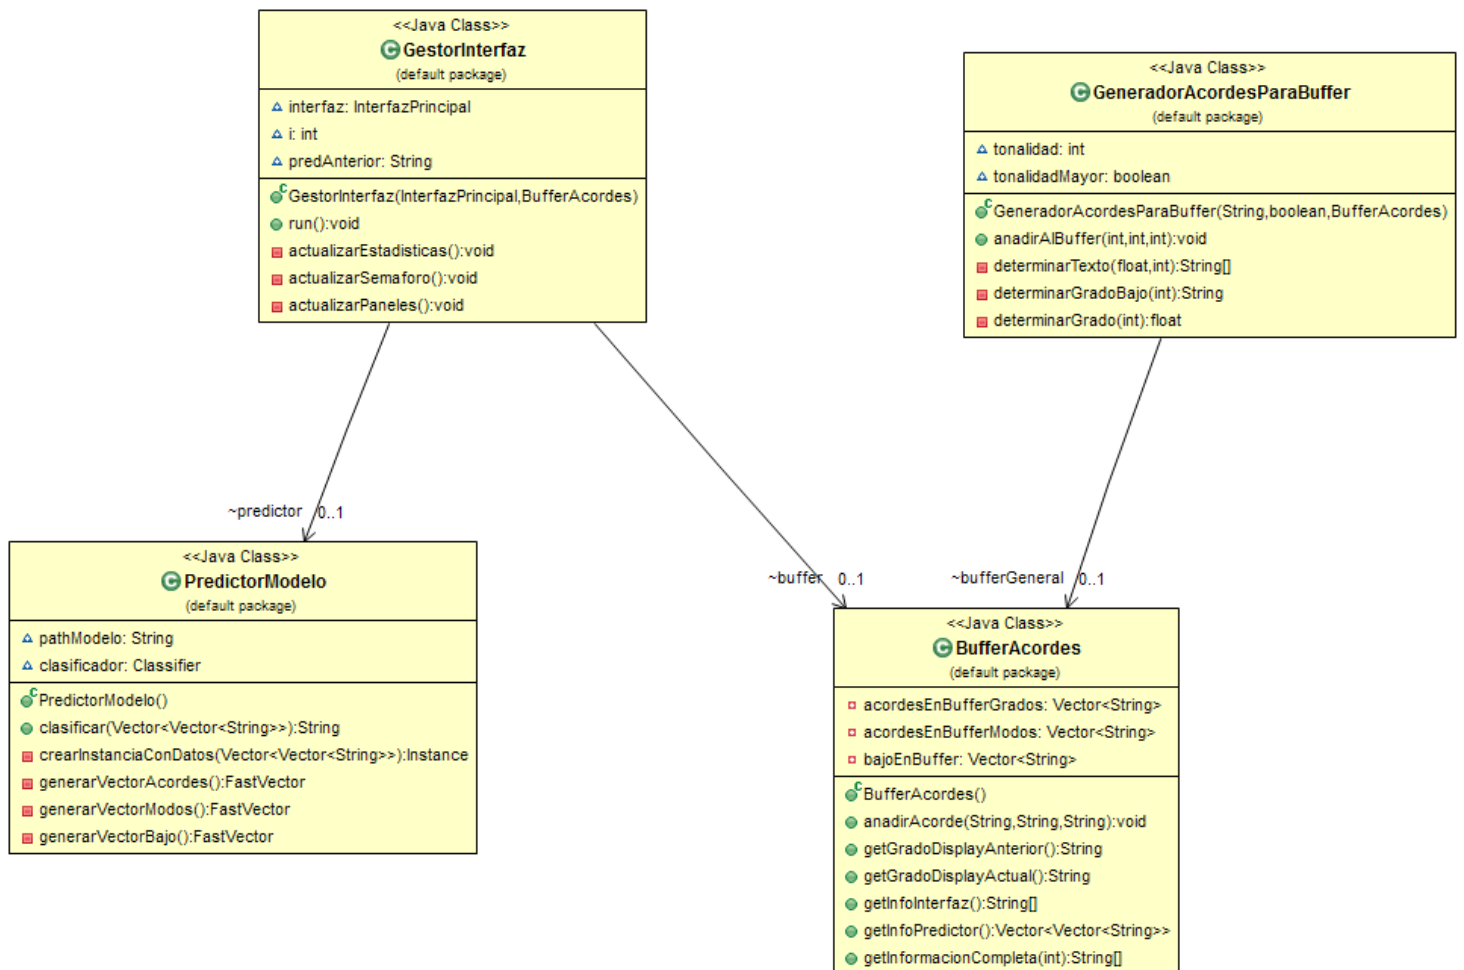 <<Java Class>>
GestorInterfaz
(default package)
interfaz: InterfazPrincipal
i: int
predAnterior: String
GestorInterfaz(InterfazPrincipal,BufferAcordes)
run():void
actualizarEstadisticas():void
actualizarSemaforo():void
actualizarPaneles():void
<<Java Class>>
GeneradorAcordesParaBuffer
(default package)
tonalidad: int
tonalidadMayor: boolean
GeneradorAcordesParaBuffer(String,boolean,BufferAcordes)
anadirAlBuffer(int,int,int):void
determinarTexto(float,int):String[]
determinarGradoBajo(int):String
determinarGrado(int):float
~predictor 0..1
~buffer 0..1
~bufferGeneral 0..1
<<Java Class>>
PredictorModelo
(default package)
pathModelo: String
clasificador: Classifier
PredictorModelo()
clasificar(Vector<Vector<String>>):String
crearInstanciaConDatos(Vector<Vector<String>>):Instance
generarVectorAcordes():FastVector
generarVectorModos():FastVector
generarVectorBajo():FastVector
<<Java Class>>
BufferAcordes
(default package)
acordesEnBufferGrados: Vector<String>
acordesEnBufferModos: Vector<String>
bajoEnBuffer: Vector<String>
BufferAcordes()
anadirAcorde(String,String,String):void
getGradoDisplayAnterior():String
getGradoDisplayActual():String
getInfoInterfaz():String[]
getInfoPredictor():Vector<Vector<String>>
getInformacionCompleta(int):String[]